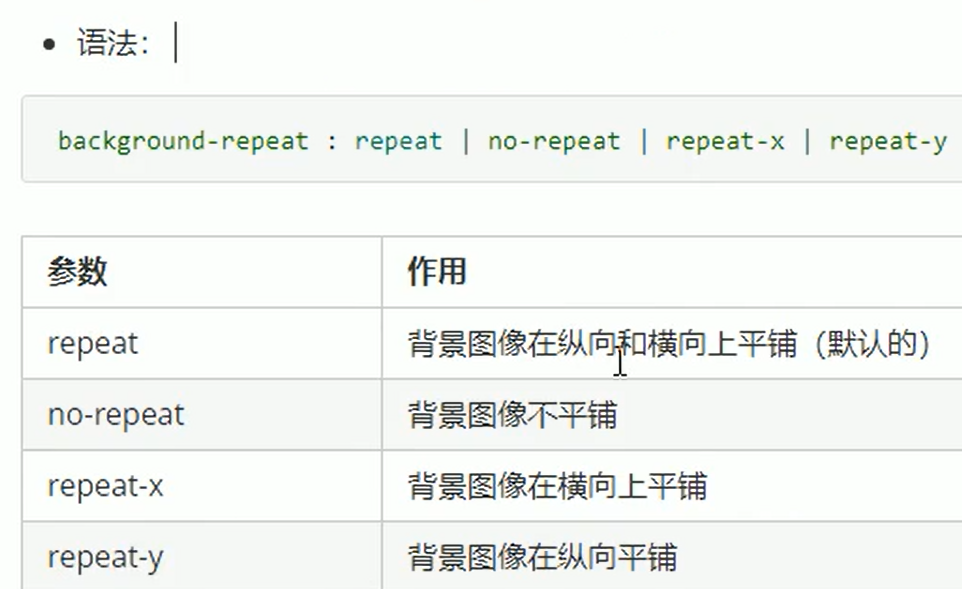 语法：
background-repeat : repeat | no-repeat | repeat-x | repeat-y
参数 作用
repeat 背景图像在纵向和横向上平铺（默认的）
no-repeat 背景图像不平铺
repeat-x 背景图像在横向上平铺
repeat-y 背景图像在纵向平铺